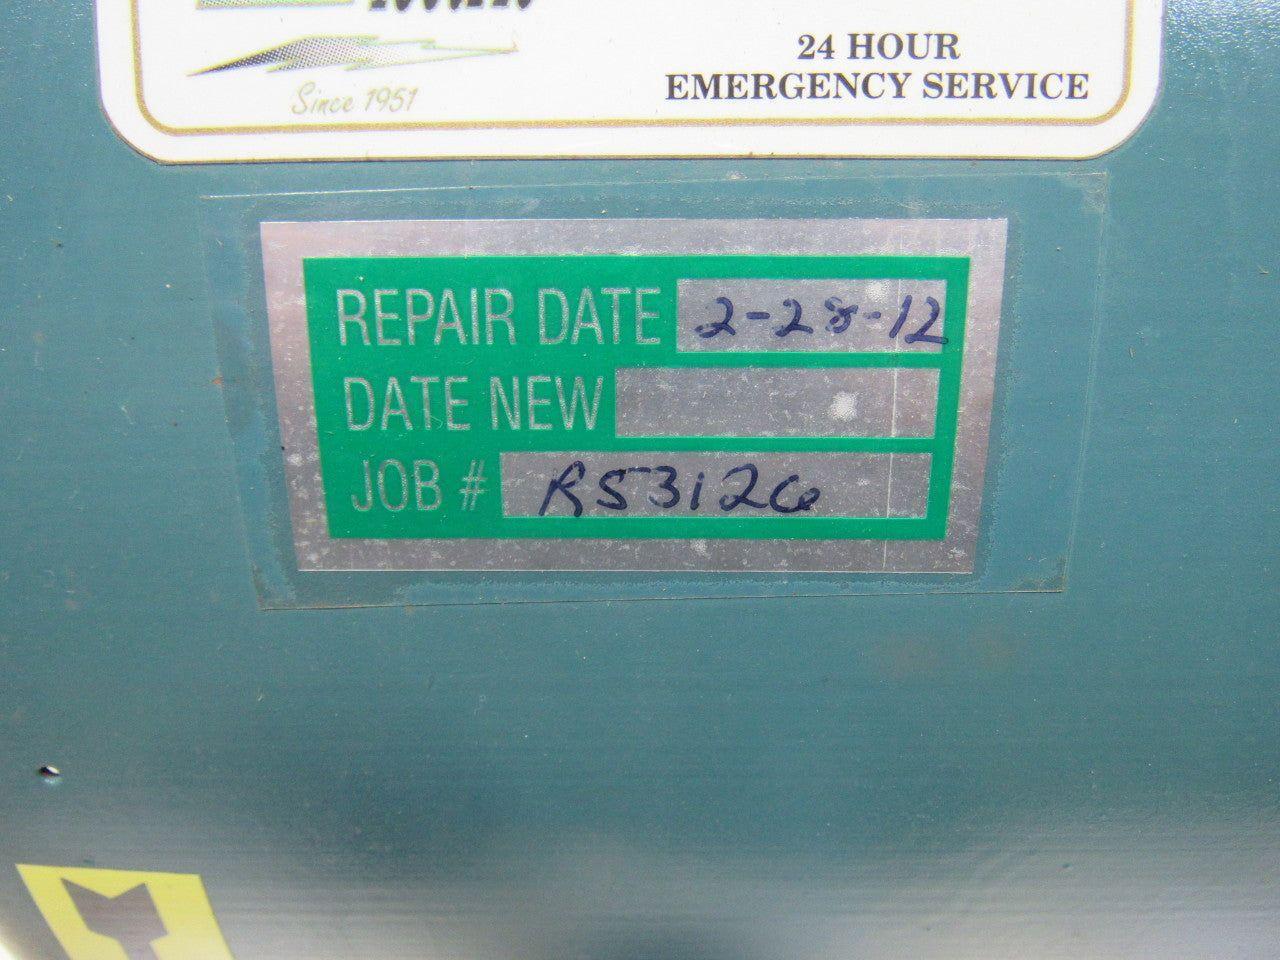 Since 1951
24 HOUR
EMERGENCY SERVICE
REPAIR DATE 2-28-12
DATE NEW
JOB # R53126